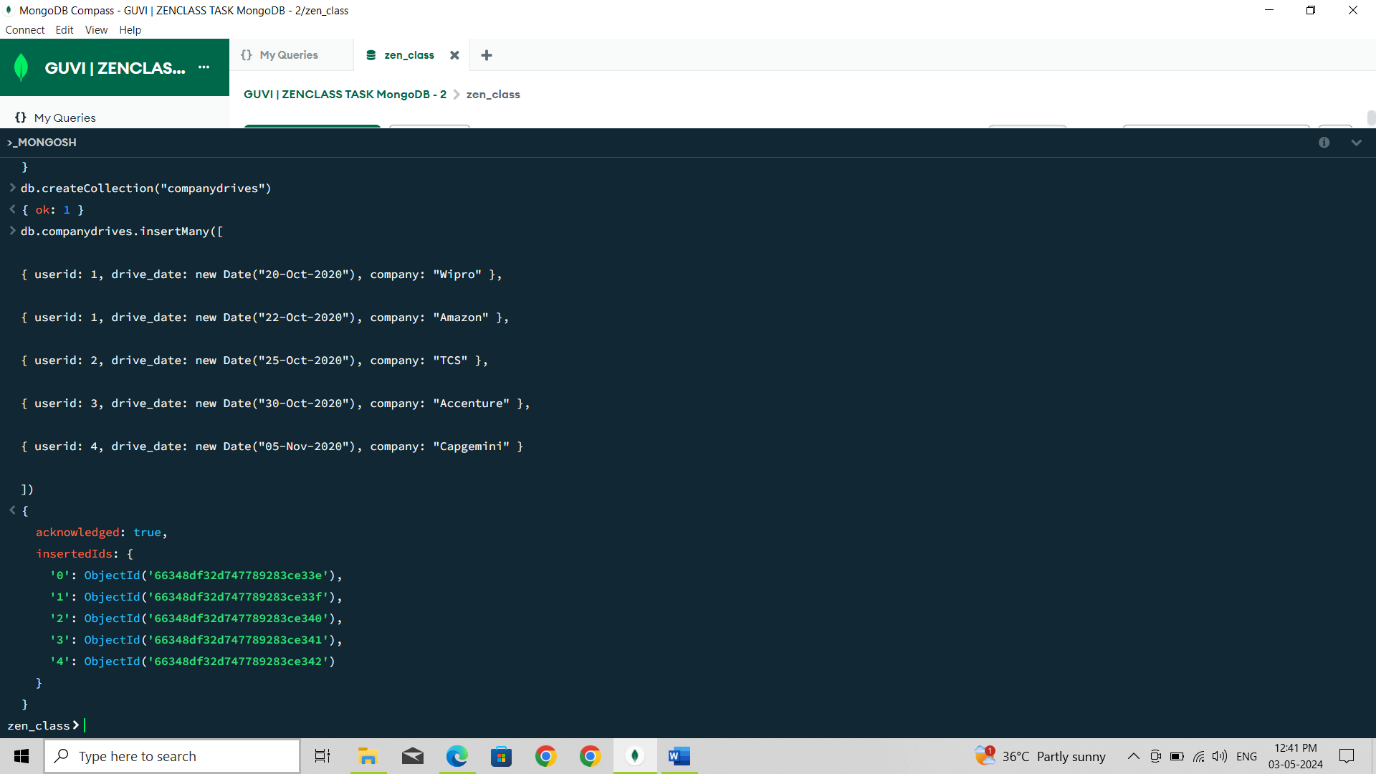 MongoDB Compass - GUVI | ZENCLASS TASK MongoDB - 2/zen_class
Connect Edit View Help
GUVI | ZENCLAS... ...
{} My Queries
zen_class
GUVI | ZENCLASS TASK MongoDB - 2 > zen_class
{} My Queries
>_MONGOSH
}
> db.createCollection("companydrives")
< { ok: 1 }
> db.companydrives.insertMany([
{ userid: 1, drive_date: new Date("20-Oct-2020"), company: "Wipro" },
{ userid: 1, drive_date: new Date("22-Oct-2020"), company: "Amazon" },
{ userid: 2, drive_date: new Date("25-Oct-2020"), company: "TCS" },
{ userid: 3, drive_date: new Date("30-Oct-2020"), company: "Accenture" },
{ userid: 4, drive_date: new Date("05-Nov-2020"), company: "Capgemini" }
])
< {
acknowledged: true,
insertedIds: {
'0': ObjectId('66348df32d747789283ce33e'),
'1': ObjectId('66348df32d747789283ce33f'),
'2': ObjectId('66348df32d747789283ce340'),
'3': ObjectId('66348df32d747789283ce341'),
'4': ObjectId('66348df32d747789283ce342')
}
}
zen_class>
Type here to search
1
36°C Partly sunny
ENG
12:41 PM
03-05-2024